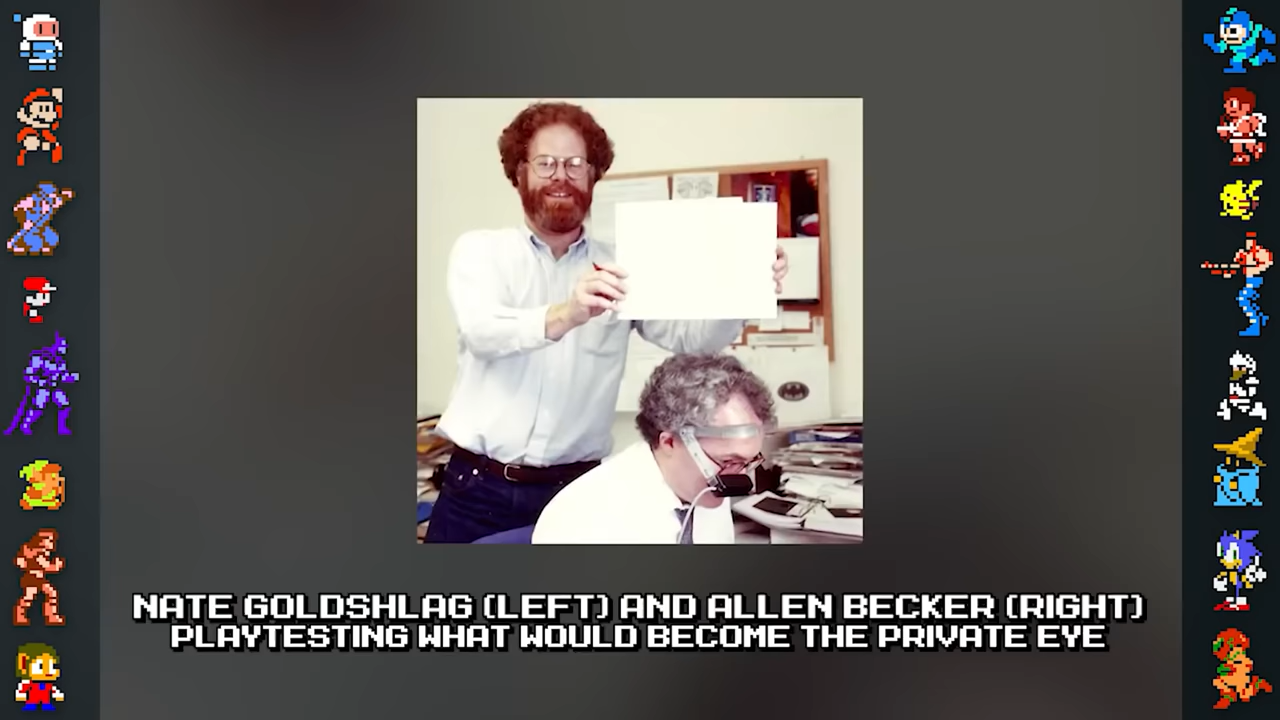 NATE GOLDSHLAG (LEFT) AND ALLEN BECKER (RIGHT)
PLAYTESTING WHAT WOULD BECOME THE PRIVATE EYE